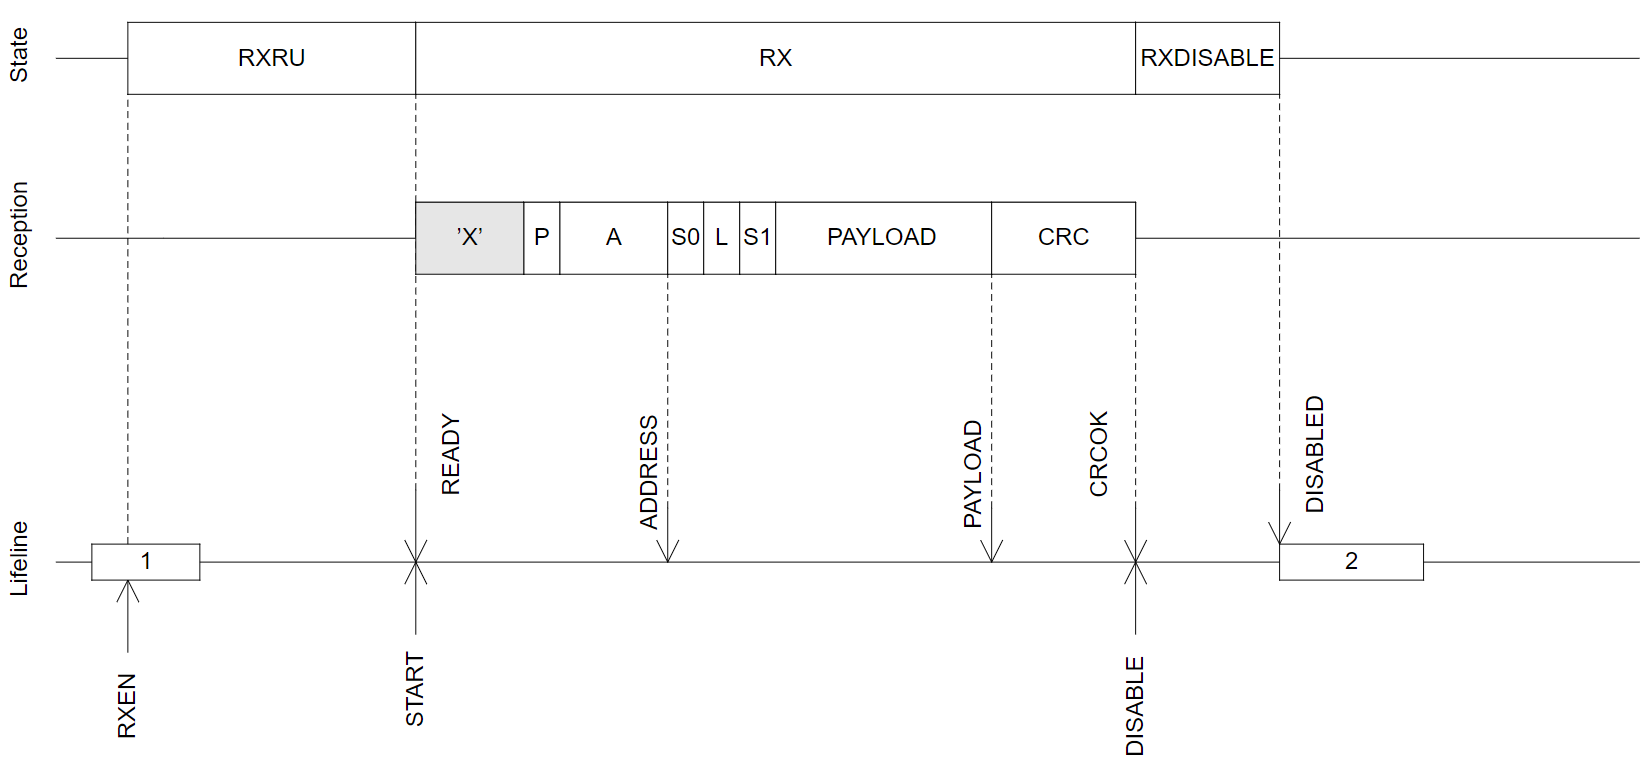 State
RXRU
RX
RXDISABLE
Reception
’X’
P
A
S0
L
S1
PAYLOAD
CRC
READY
ADDRESS
PAYLOAD
CRCOK
DISABLED
Lifeline
1
2
RXEN
START
DISABLE